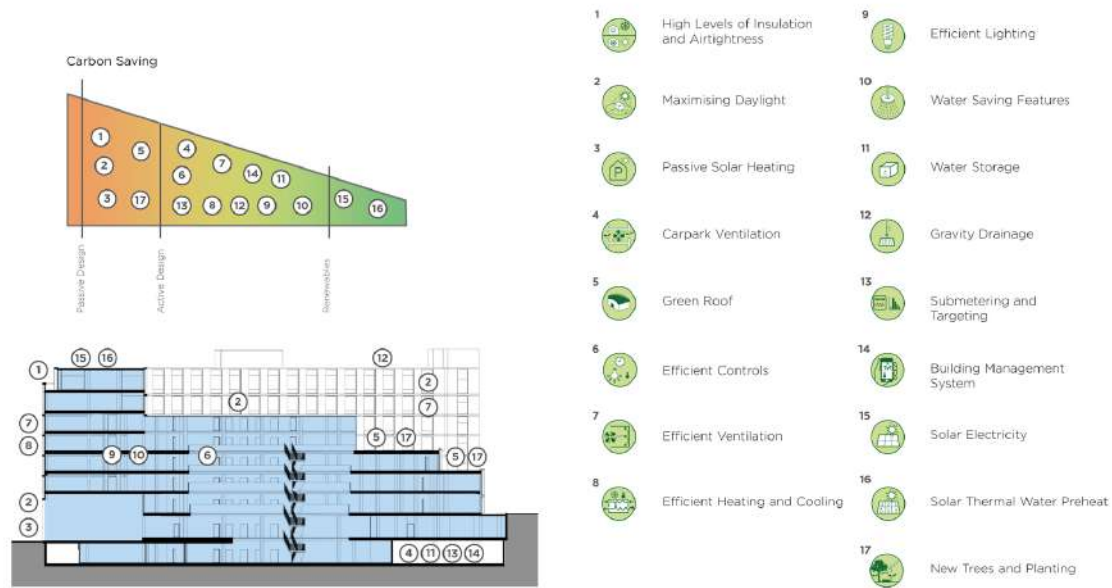 Carbon Saving
1
5
4
2
7
6
14
11
3
17
13
8
12
9
10
15
16
Passive Design
Active Design
Renewables
15 16
12
1
2
2
7
7
5 17
8
9 10
6
5 17
2
3
4 11 13 14
1
High Levels of Insulation
and Airtightness
2
Maximising Daylight
3
Passive Solar Heating
P
4
Carpark Ventilation
5
Green Roof
6
Efficient Controls
7
Efficient Ventilation
8
Efficient Heating and Cooling
9
Efficient Lighting
10
Water Saving Features
11
Water Storage
12
Gravity Drainage
13
Submetering and
Targeting
14
Building Management
System
15
Solar Electricity
16
Solar Thermal Water Preheat
17
New Trees and Planting